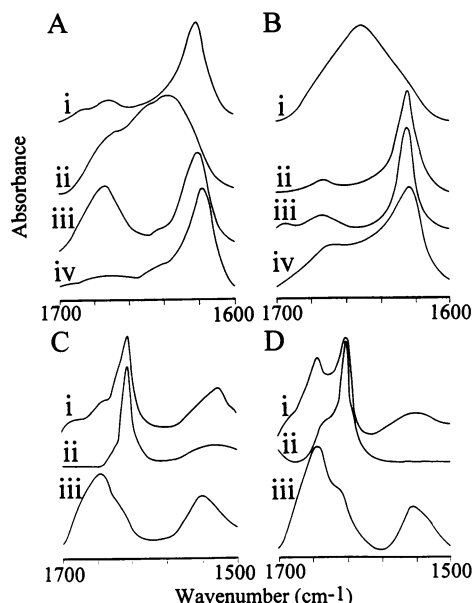 A B
i i
ii
ii
iii iii
iv iv
1700 1600 1700 1600
C D
i i
ii ii
iii iii
1700 1500 1700 1500
Absorbance
Wavenumber (cm-1)